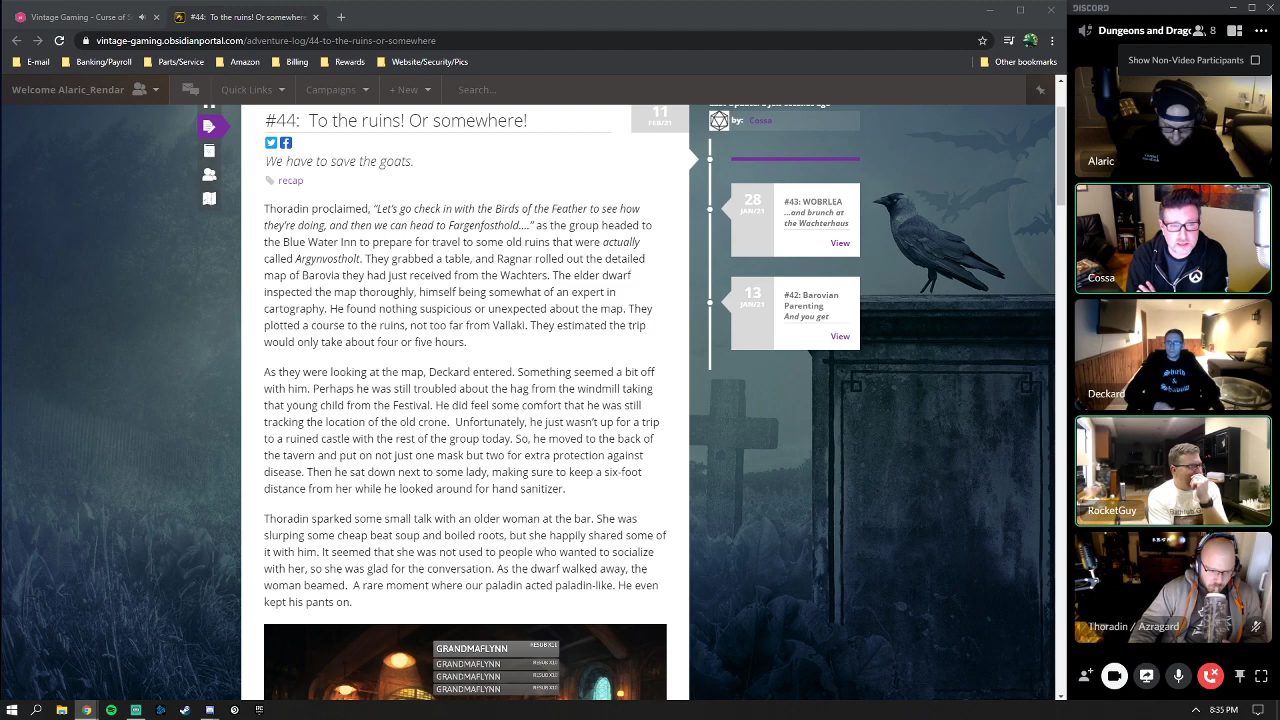 Vintage Gaming - Curse of S
#44: To the ruins! Or somewhere
DISCORD
vintage-gaming.obsidianportal.com/adventure-log/44-to-the-ruins-or-somewhere
Dungeons and Drag
8
E-mail
Banking/Payroll
Parts/Service
Amazon
Billing
Rewards
Website/Security/Pics
Other bookmarks
Show Non-Video Participants
Welcome Alaric_Rendar
Quick Links
Campaigns
+ New
Search...
#44: To the ruins! Or somewhere!
11
FEB/21
We have to save the goats.
recap
Thoradin proclaimed, “Let’s go check in with the Birds of the Feather to see how
they’re doing, and then we can head to Fargenfosthold....” as the group headed to
the Blue Water Inn to prepare for travel to some old ruins that were actually
called Argynvostholt. They grabbed a table, and Ragnar rolled out the detailed
map of Barovia they had just received from the Wachters. The elder dwarf
inspected the map thoroughly, himself being somewhat of an expert in
cartography. He found nothing suspicious or unexpected about the map. They
plotted a course to the ruins, not too far from Vallaki. They estimated the trip
would only take about four or five hours.
As they were looking at the map, Deckard entered. Something seemed a bit off
with him. Perhaps he was still troubled about the hag from the windmill taking
that young child from the Festival. He did feel some comfort that he was still
tracking the location of the old crone. Unfortunately, he just wasn’t up for a trip
to a ruined castle with the rest of the group today. So, he moved to the back of
the tavern and put on not just one mask but two for extra protection against
disease. Then he sat down next to some lady, making sure to keep a six-foot
distance from her while he looked around for hand sanitizer.
Thoradin sparked some small talk with an older woman at the bar. She was
slurping some cheap beat soup and boiled roots, but she happily shared some of
it with him. It seemed that she was not used to people who wanted to socialize
with her, so she was glad for the conversation. As the dwarf walked away, the
woman beamed. A rare moment where our paladin acted paladin-like. He even
kept his pants on.
GRANDMAFLYNN RESUB X10
GRANDMAFLYNN RESUB X10
GRANDMAFLYNN RESUB X10
GRANDMAFLYNN RESUB X10
by: Cossa
28
JAN/21
#43: WOBRLEA
...and brunch at
the Wachterhaus
View
13
JAN/21
#42: Barovian
Parenting
And you get
View
Alaric
Cossa
Deckard
RocketGuy
Thoradin / Azragard
8:35 PM